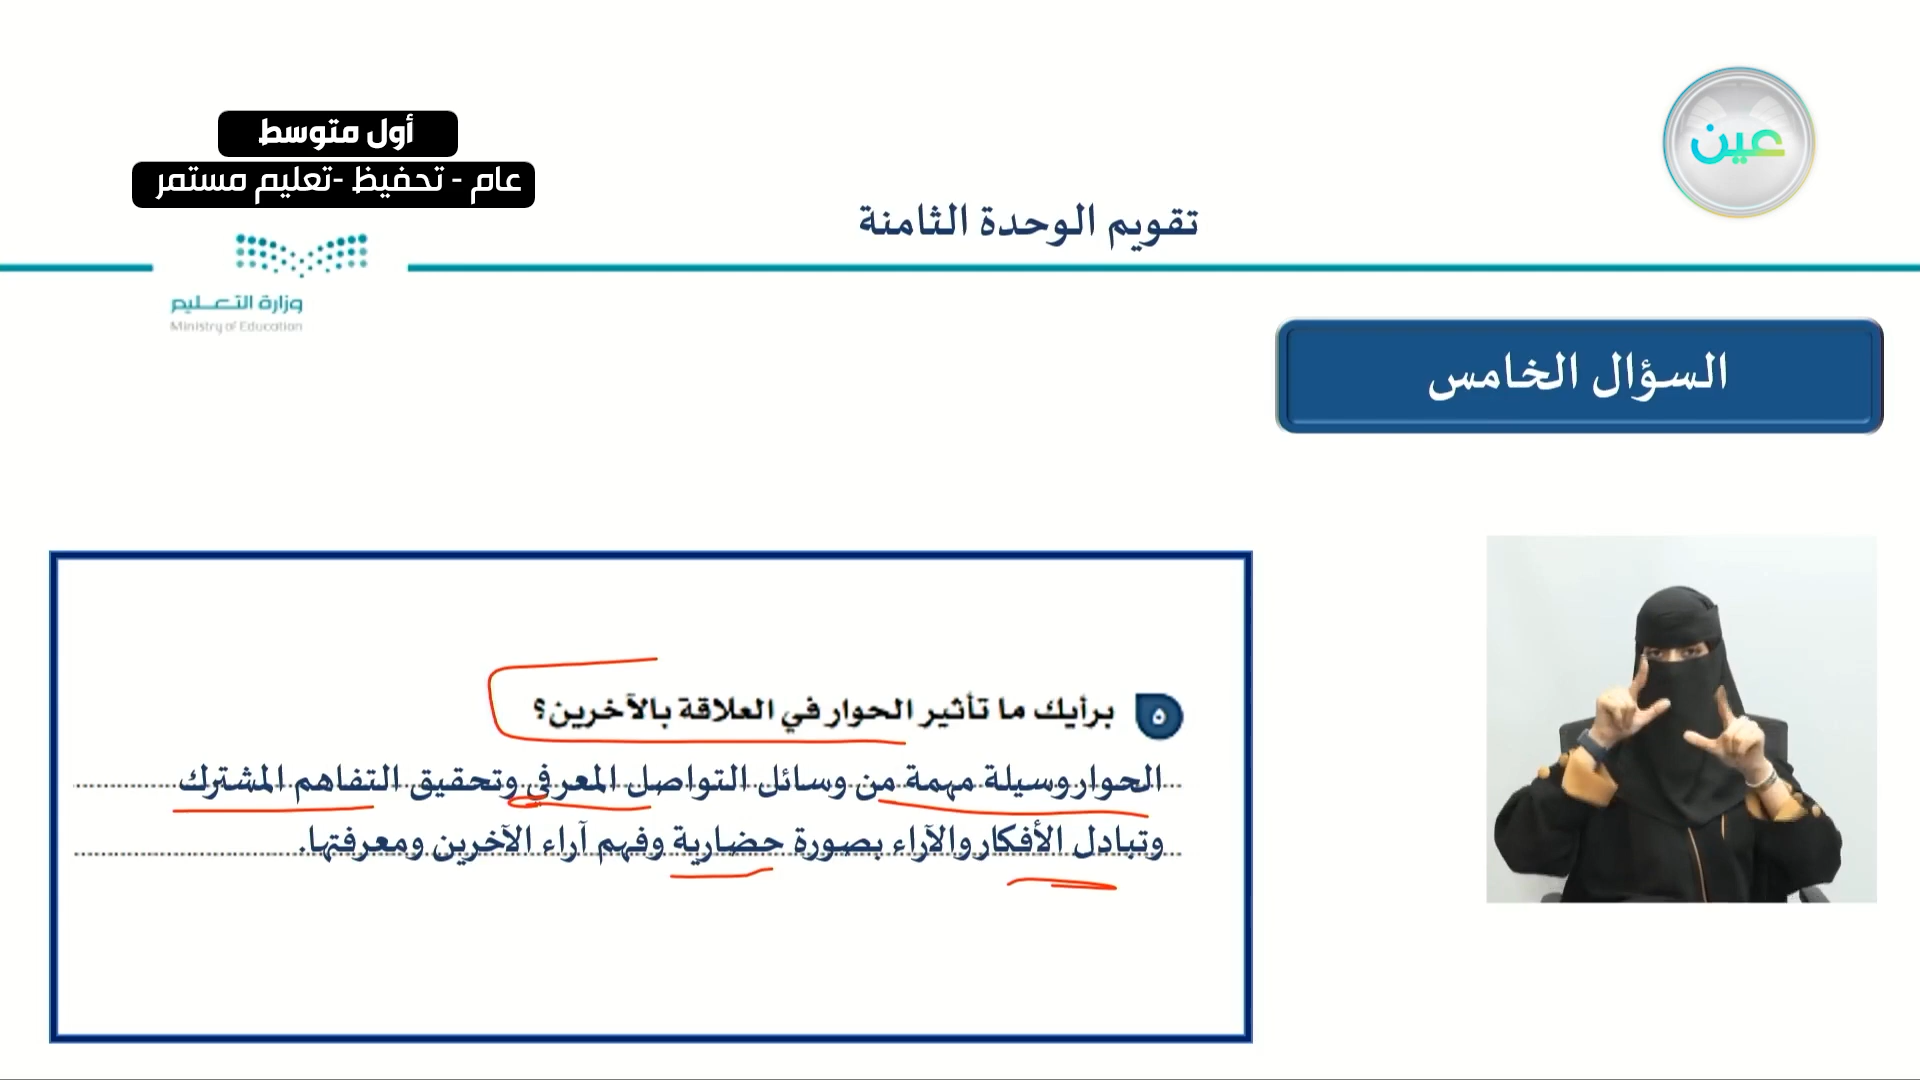 عين
أول متوسط
عام - تحفيظ -تعليم مستمر
تقويم الوحدة الثامنة
وزارة التعليم
Ministry of Education
السؤال الخامس
٥ برأيك ما تأثير الحوار في العلاقة بالآخرين؟
الحوار وسيلة مهمة من وسائل التواصل المعرفي وتحقيق التفاهم المشترك
وتبادل الأفكار والآراء بصورة حضارية وفهم آراء الآخرين ومعرفتها.